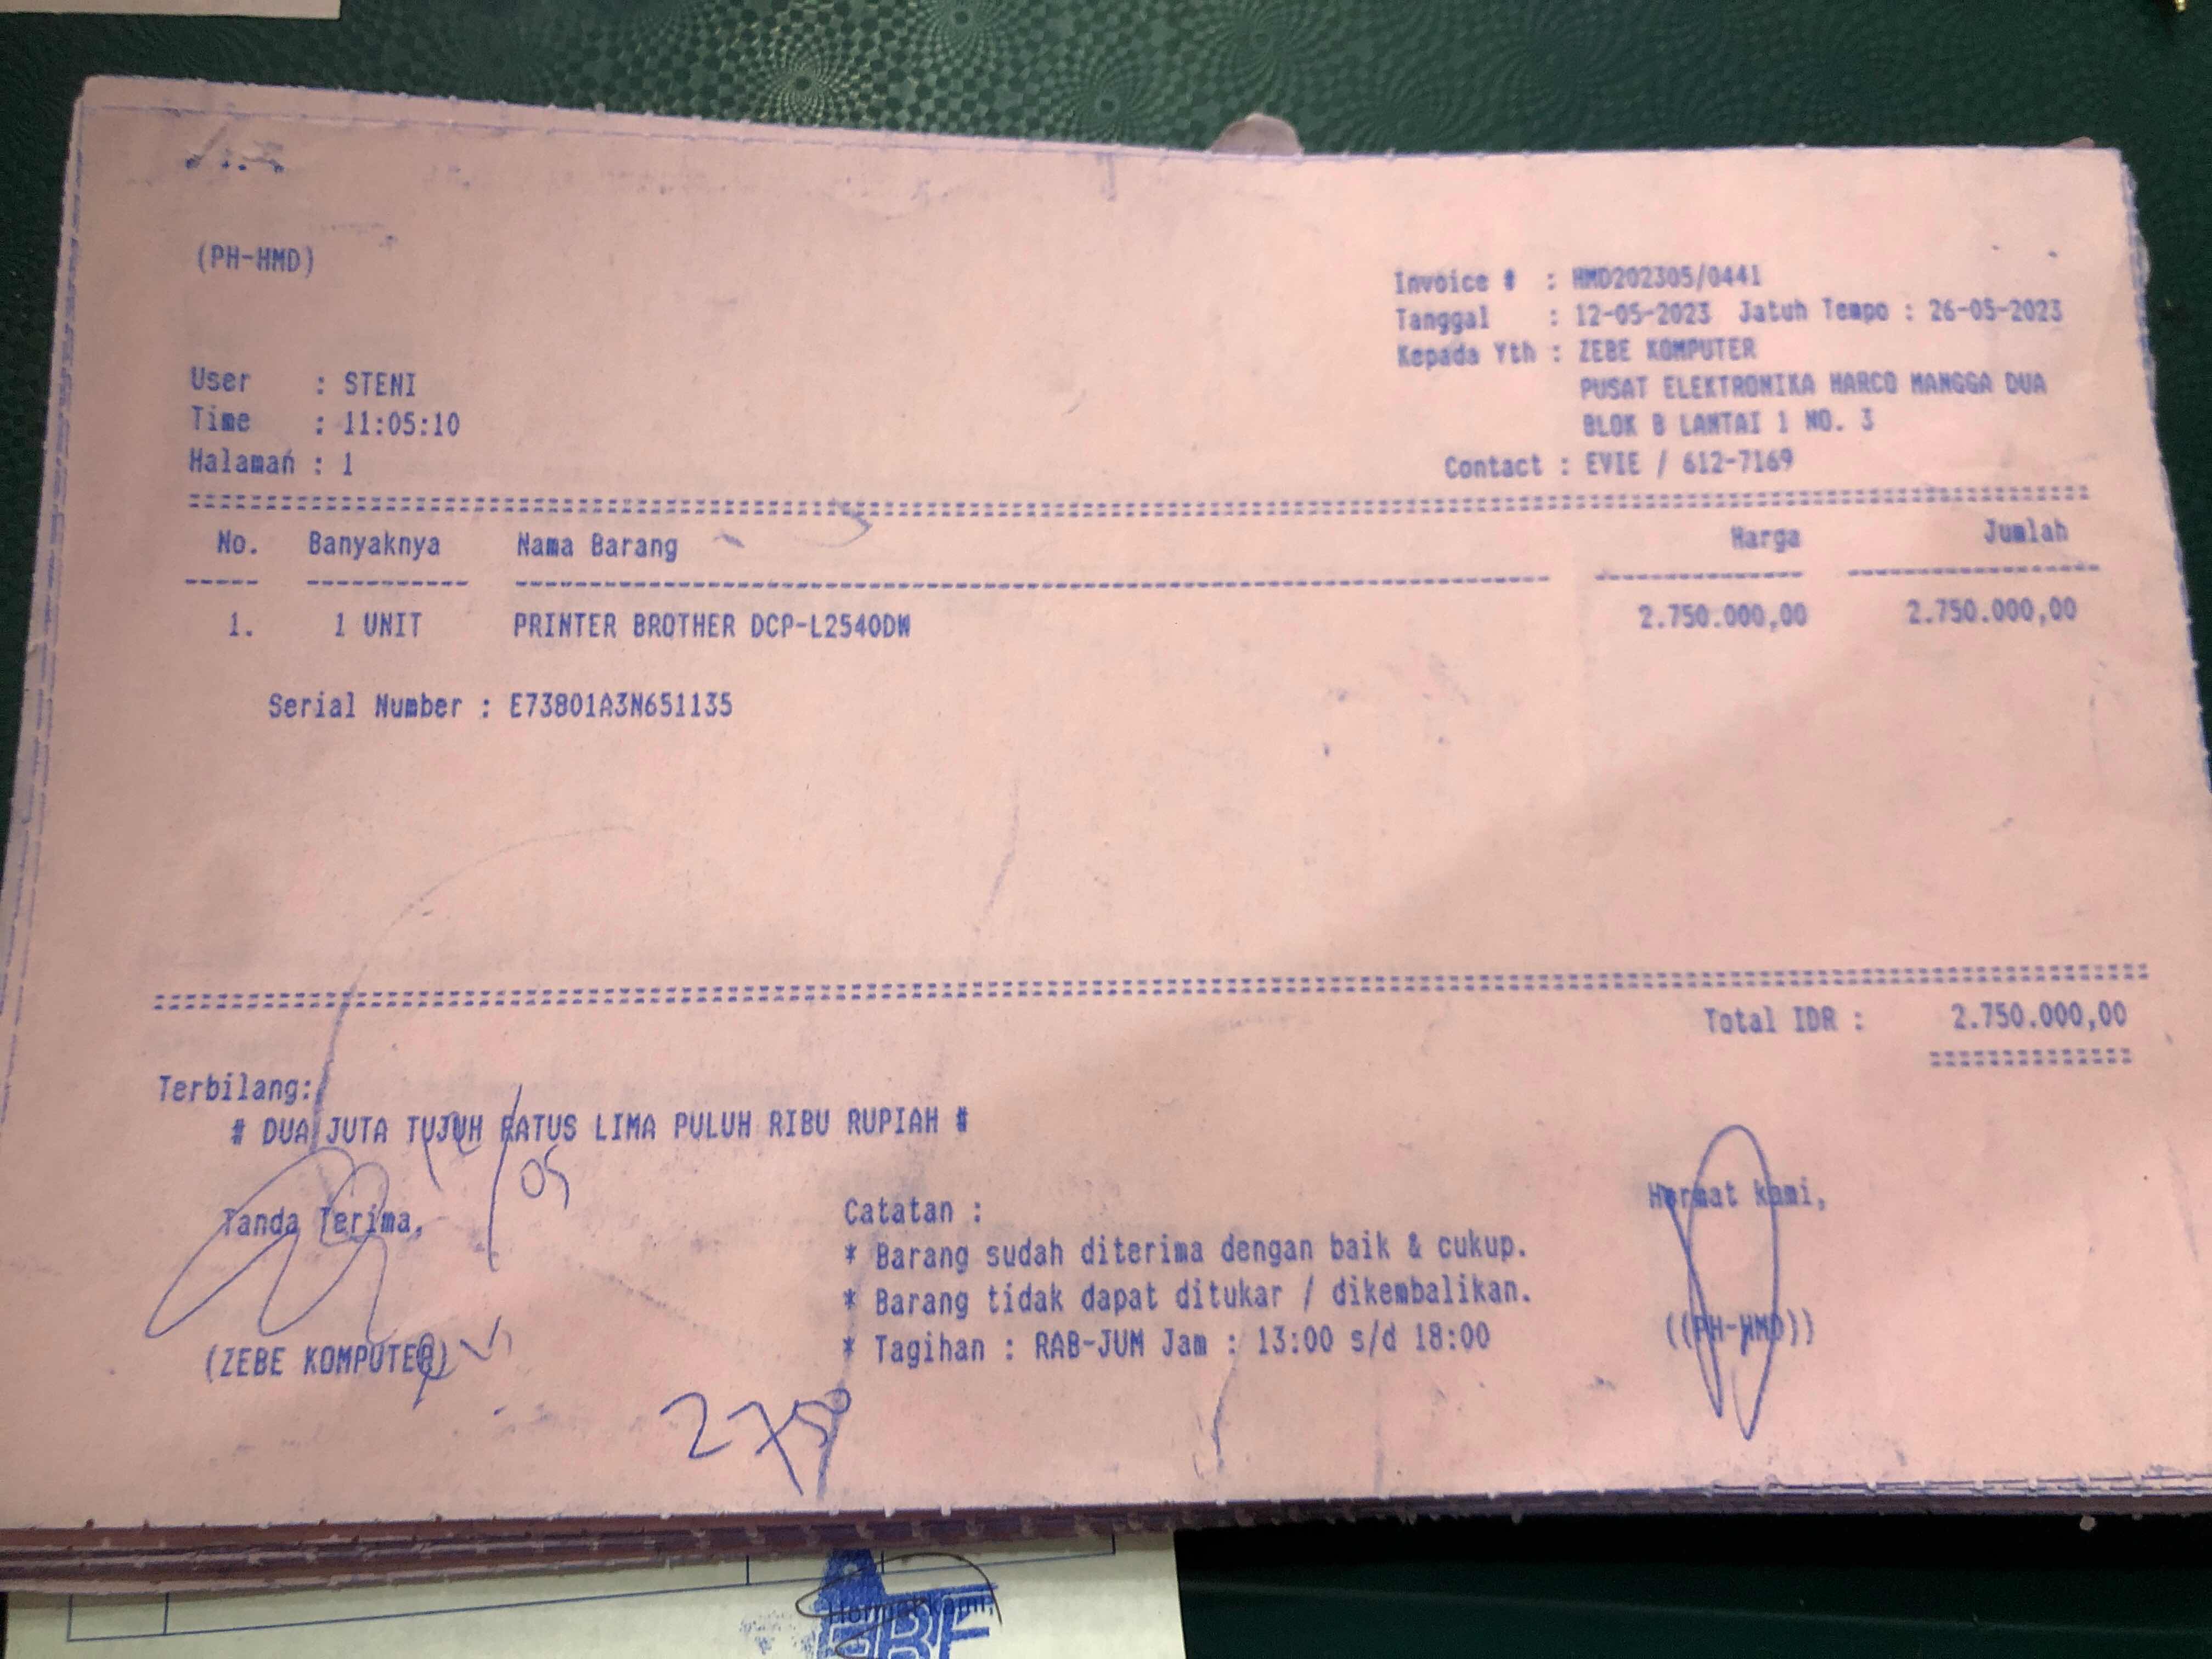 (PH-HMD)
Invoice # : HMD202305/0441
Tanggal : 12-05-2023 Jatuh Tempo : 26-05-2023
Kepada Yth : ZEBE KOMPUTER
PUSAT ELEKTRONIKA HARCO MANGGA DUA
BLOK B LANTAI 1 NO. 3
Contact : EVIE / 612-7169
User : STENI
Time : 11:05:10
Halaman : 1
No. Banyaknya Nama Barang Harga Jumlah
1. 1 UNIT PRINTER BROTHER DCP-L2540DW 2.750.000,00 2.750.000,00
Serial Number : E73801A3N651135
Total IDR : 2.750.000,00
Terbilang:
# DUA JUTA TUJUH RATUS LIMA PULUH RIBU RUPIAH #
12/05
Tanda Terima,
(ZEBE KOMPUTER)
Catatan :
* Barang sudah diterima dengan baik & cukup.
* Barang tidak dapat ditukar / dikembalikan.
* Tagihan : RAB-JUM Jam : 13:00 s/d 18:00
Hormat kami,
((PH-HMD))
2750
Hormat kami,